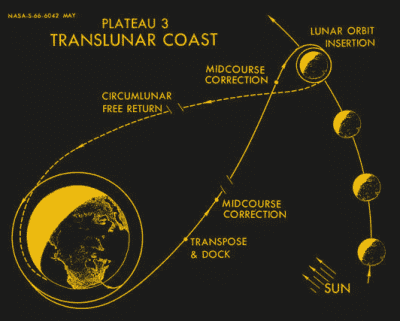 NASA-S-66-6042 MAY
PLATEAU 3
TRANSLUNAR COAST
LUNAR ORBIT
INSERTION
MIDCOURSE
CORRECTION
CIRCUMLUNAR
FREE RETURN
MIDCOURSE
CORRECTION
TRANSPOSE
& DOCK
SUN